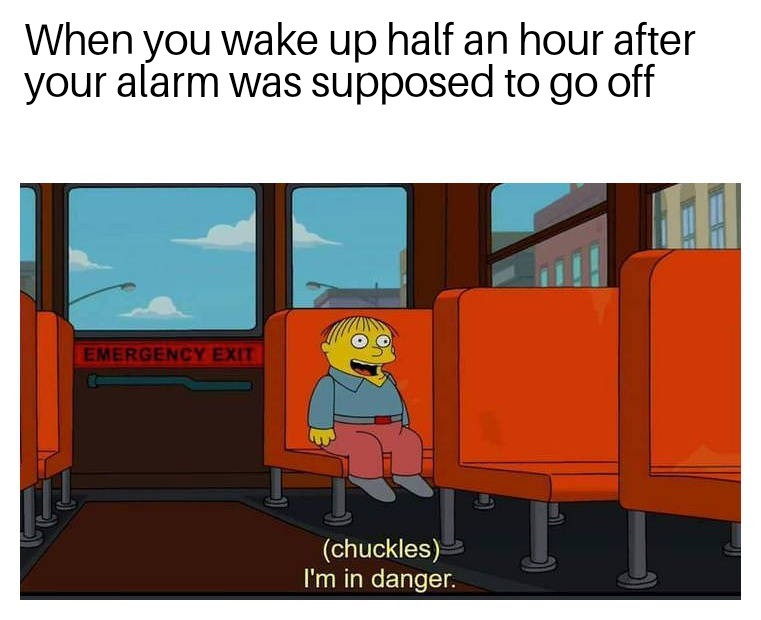 When you wake up half an hour after
your alarm was supposed to go off
EMERGENCY EXIT
(chuckles)
I'm in danger.